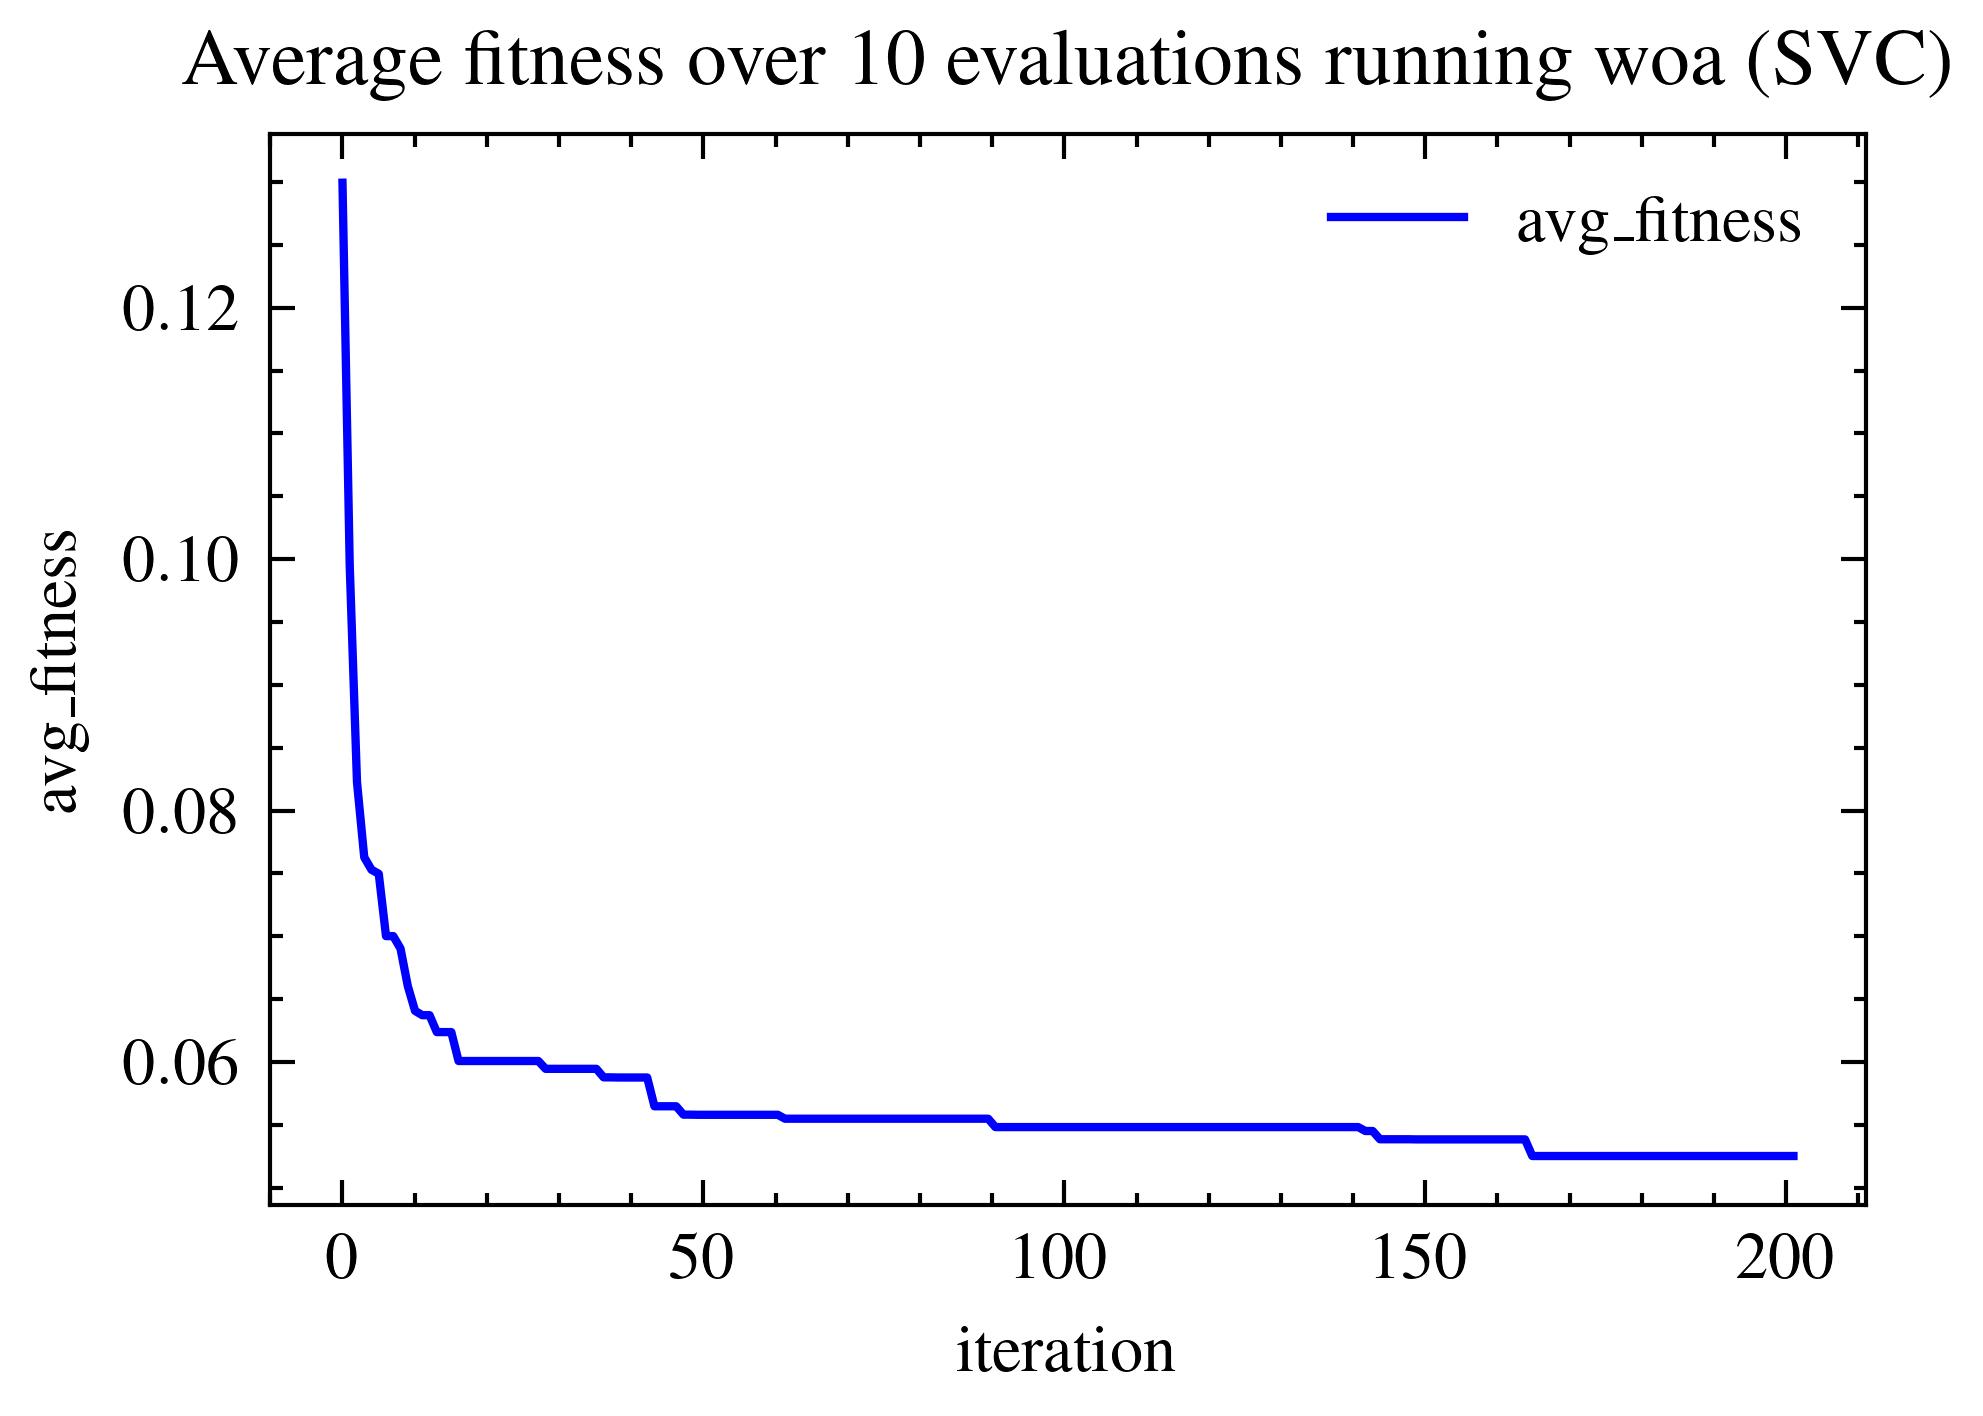 Average fitness over 10 evaluations running woa (SVC)
avg_fitness
0.12
0.10
0.08
0.06
avg_fitness
0 50 100 150 200
iteration